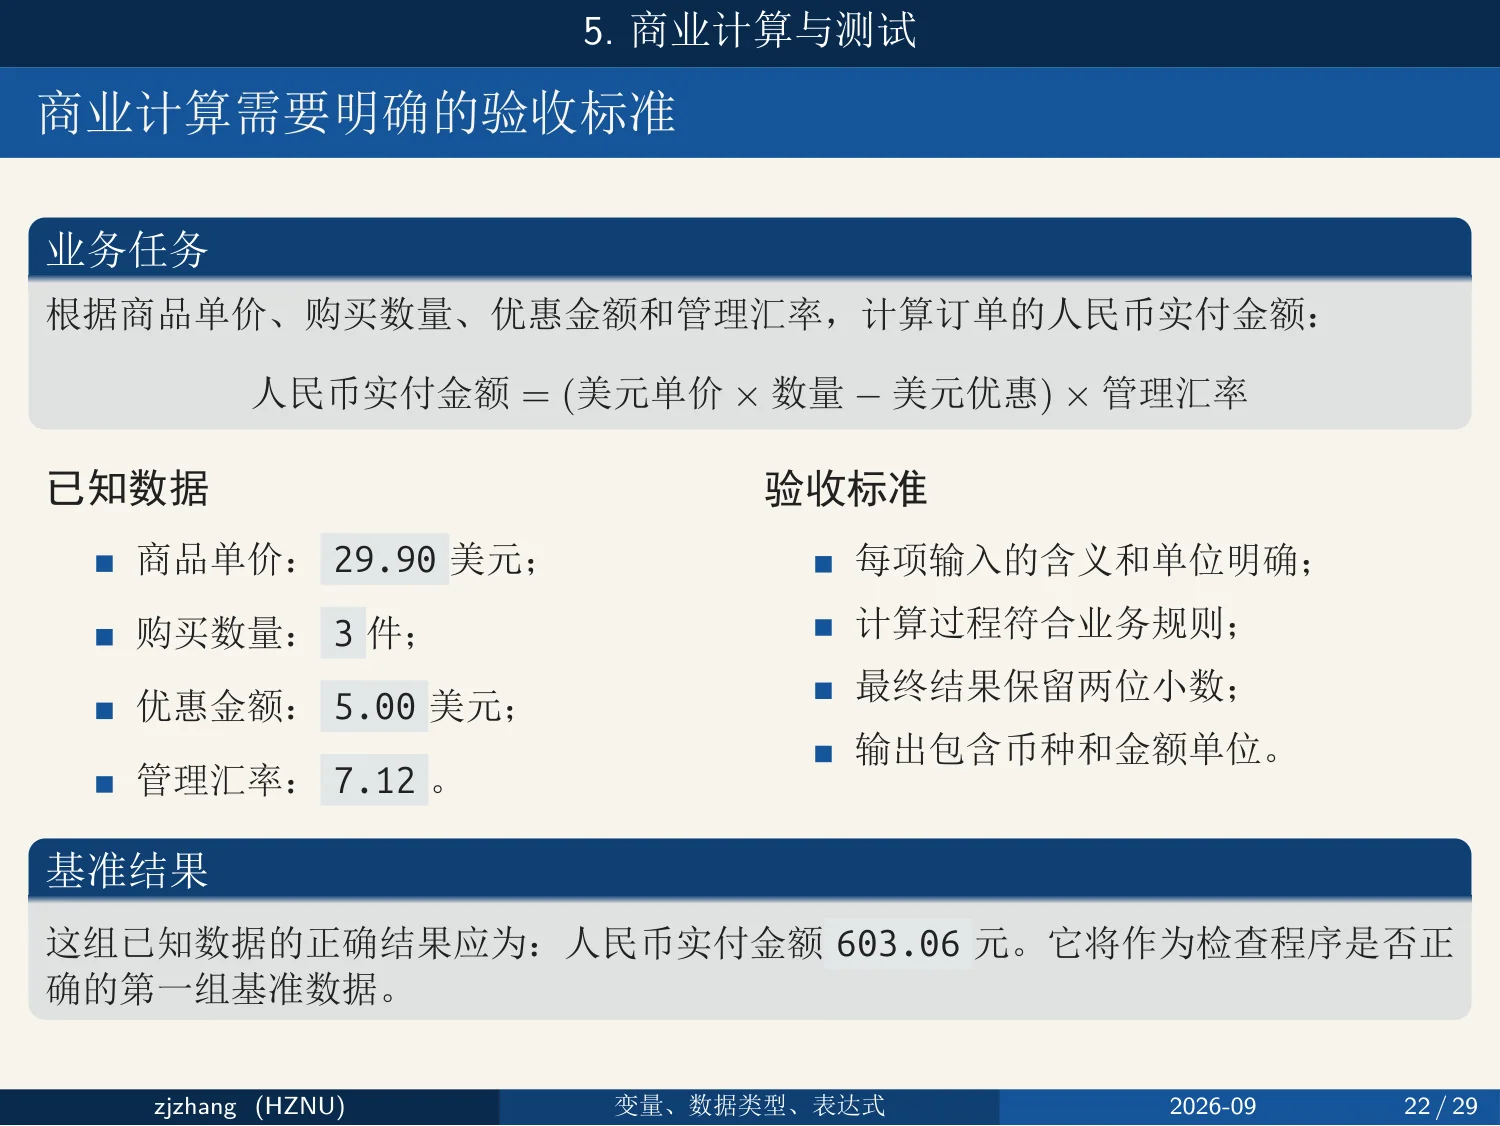 5. 商业计算与测试
商业计算需要明确的验收标准
业务任务
根据商品单价、购买数量、优惠金额和管理汇率，计算订单的人民币实付金额：
人民币实付金额 = (美元单价 × 数量 − 美元优惠) × 管理汇率
已知数据
■ 商品单价： 29.90 美元；
■ 购买数量： 3 件；
■ 优惠金额： 5.00 美元；
■ 管理汇率： 7.12 。
验收标准
■ 每项输入的含义和单位明确；
■ 计算过程符合业务规则；
■ 最终结果保留两位小数；
■ 输出包含币种和金额单位。
基准结果
这组已知数据的正确结果应为：人民币实付金额 603.06 元。它将作为检查程序是否正
确的第一组基准数据。
zjzhang (HZNU) 变量、数据类型、表达式 2026-09 22 / 29